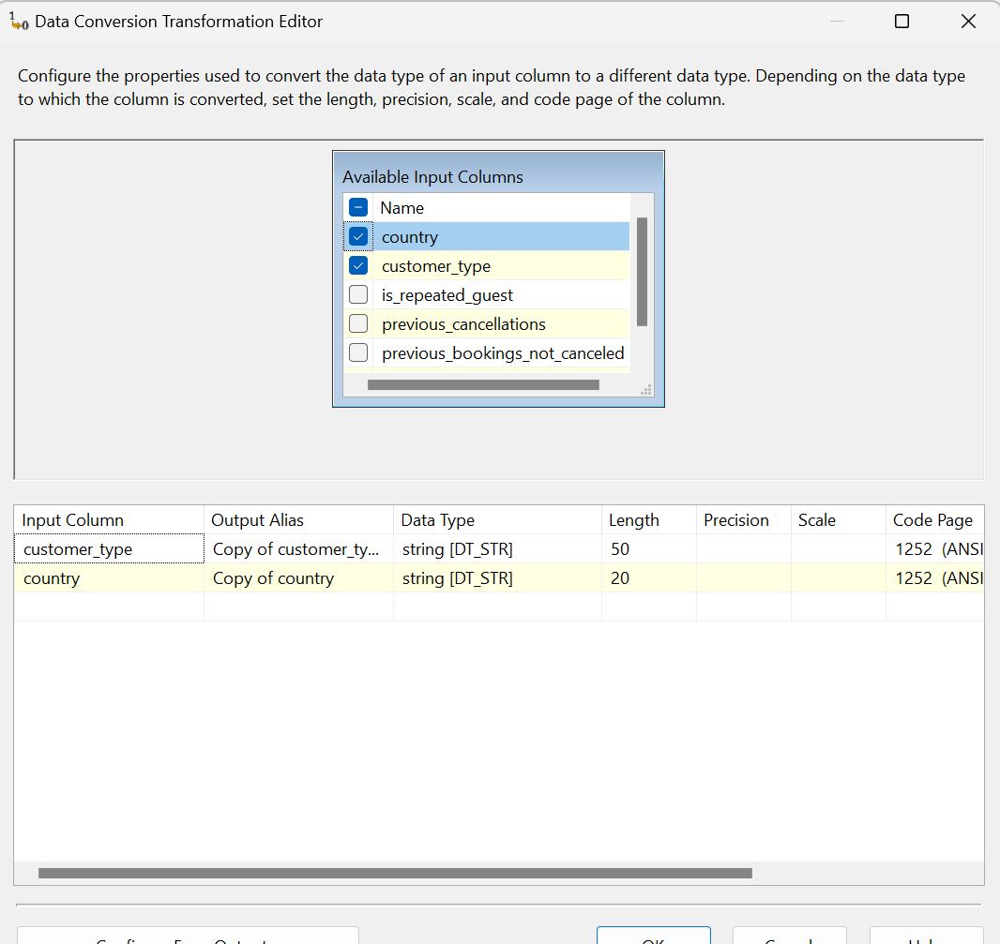 Data Conversion Transformation Editor
Configure the properties used to convert the data type of an input column to a different data type. Depending on the data type
to which the column is converted, set the length, precision, scale, and code page of the column.
Available Input Columns
Name
country
customer_type
is_repeated_guest
previous_cancellations
previous_bookings_not_canceled
Input Column Output Alias Data Type Length Precision Scale Code Page
customer_type Copy of customer_ty... string [DT_STR] 50 1252 (ANSI
country Copy of country string [DT_STR] 20 1252 (ANSI
OK